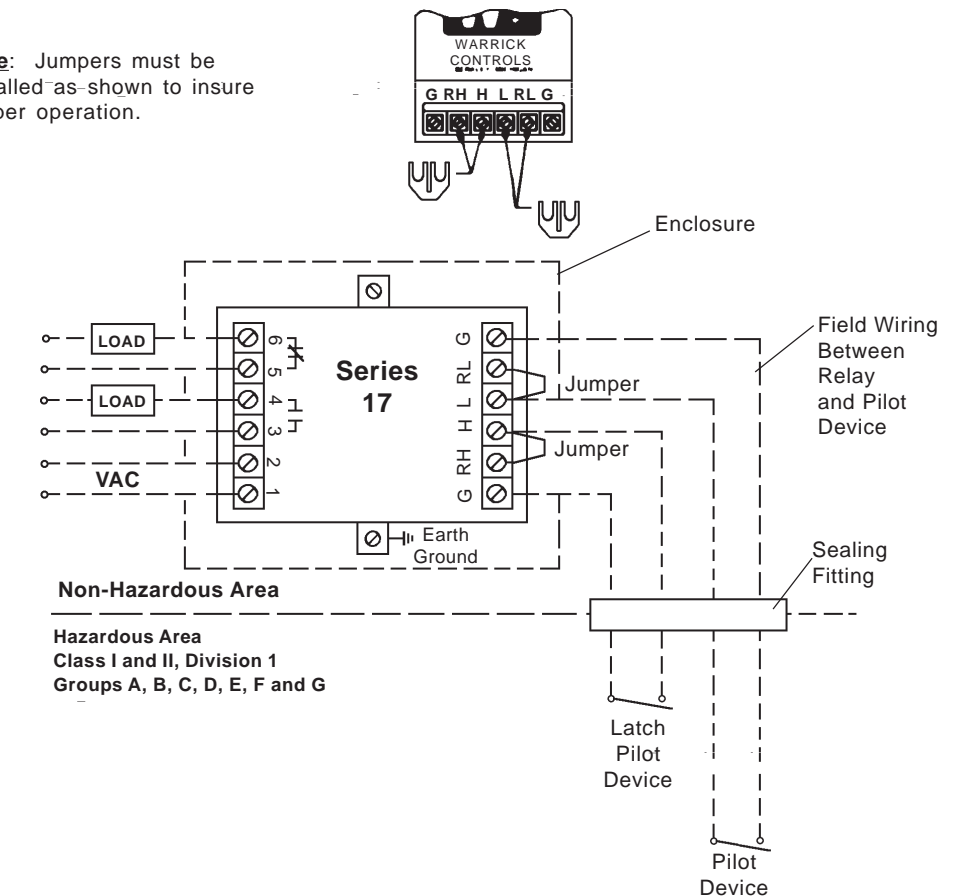 e: Jumpers must be
alled as shown to insure
per operation.
WARRICK
CONTROLS
G RH H L RL G
Enclosure
Field Wiring
Between
Relay
and Pilot
Device
LOAD
LOAD
VAC
6
5
4
3
2
1
Series
17
G
RL
L
H
RH
G
Jumper
Jumper
Earth
Ground
Sealing
Fitting
Non-Hazardous Area
Hazardous Area
Class I and II, Division 1
Groups A, B, C, D, E, F and G
Latch
Pilot
Device
Pilot
Device